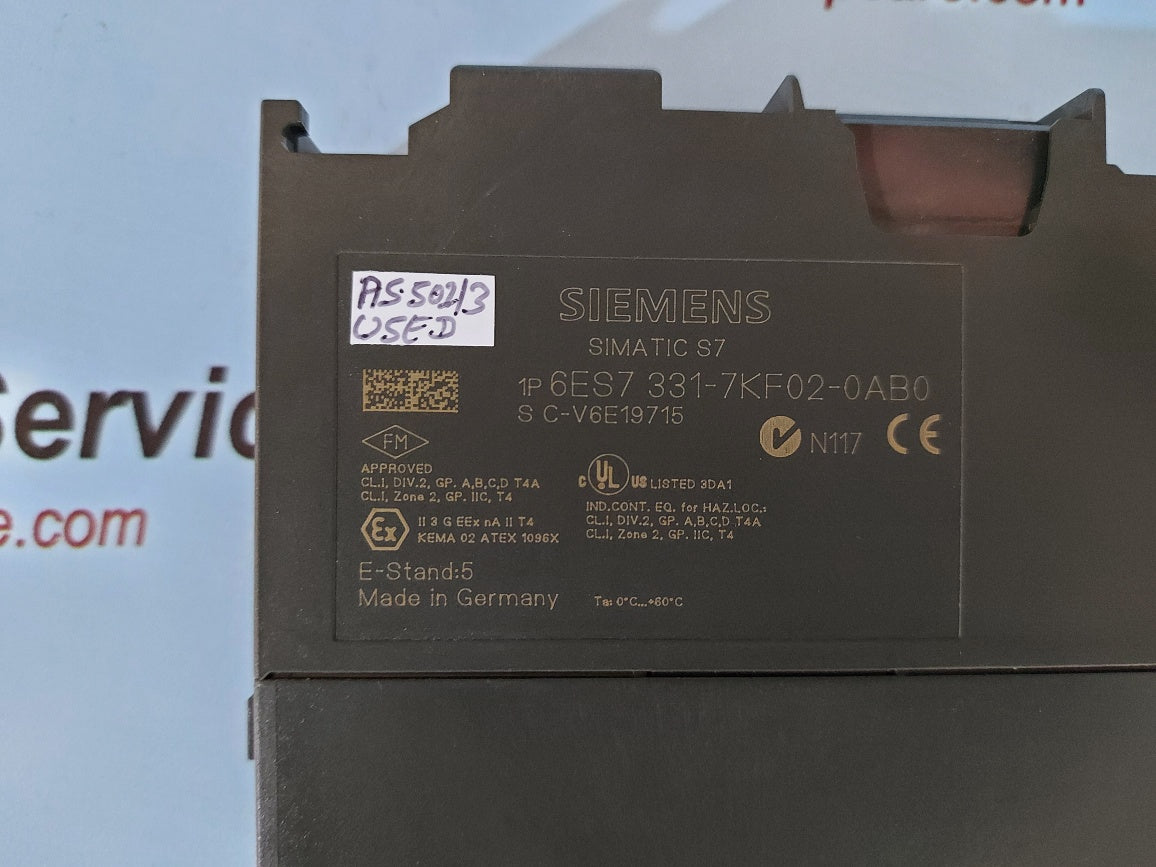 Servic
e.com
AS.502/3
USED
SIEMENS
SIMATIC S7
1P 6ES7 331-7KF02-0AB0
S C-V6E19715
N117 CE
FM
APPROVED
CL.I, DIV.2, GP. A,B,C,D T4A
CL.I, Zone 2, GP. IIC, T4
c UL US LISTED 3DA1
IND.CONT. EQ. for HAZ.LOC.:
CL.I, DIV.2, GP. A,B,C,D T4A
CL.I, Zone 2, GP. IIC, T4
Ex II 3 G EEx nA II T4
KEMA 02 ATEX 1096X
E-Stand:5
Made in Germany
Ta: 0°C...+60°C